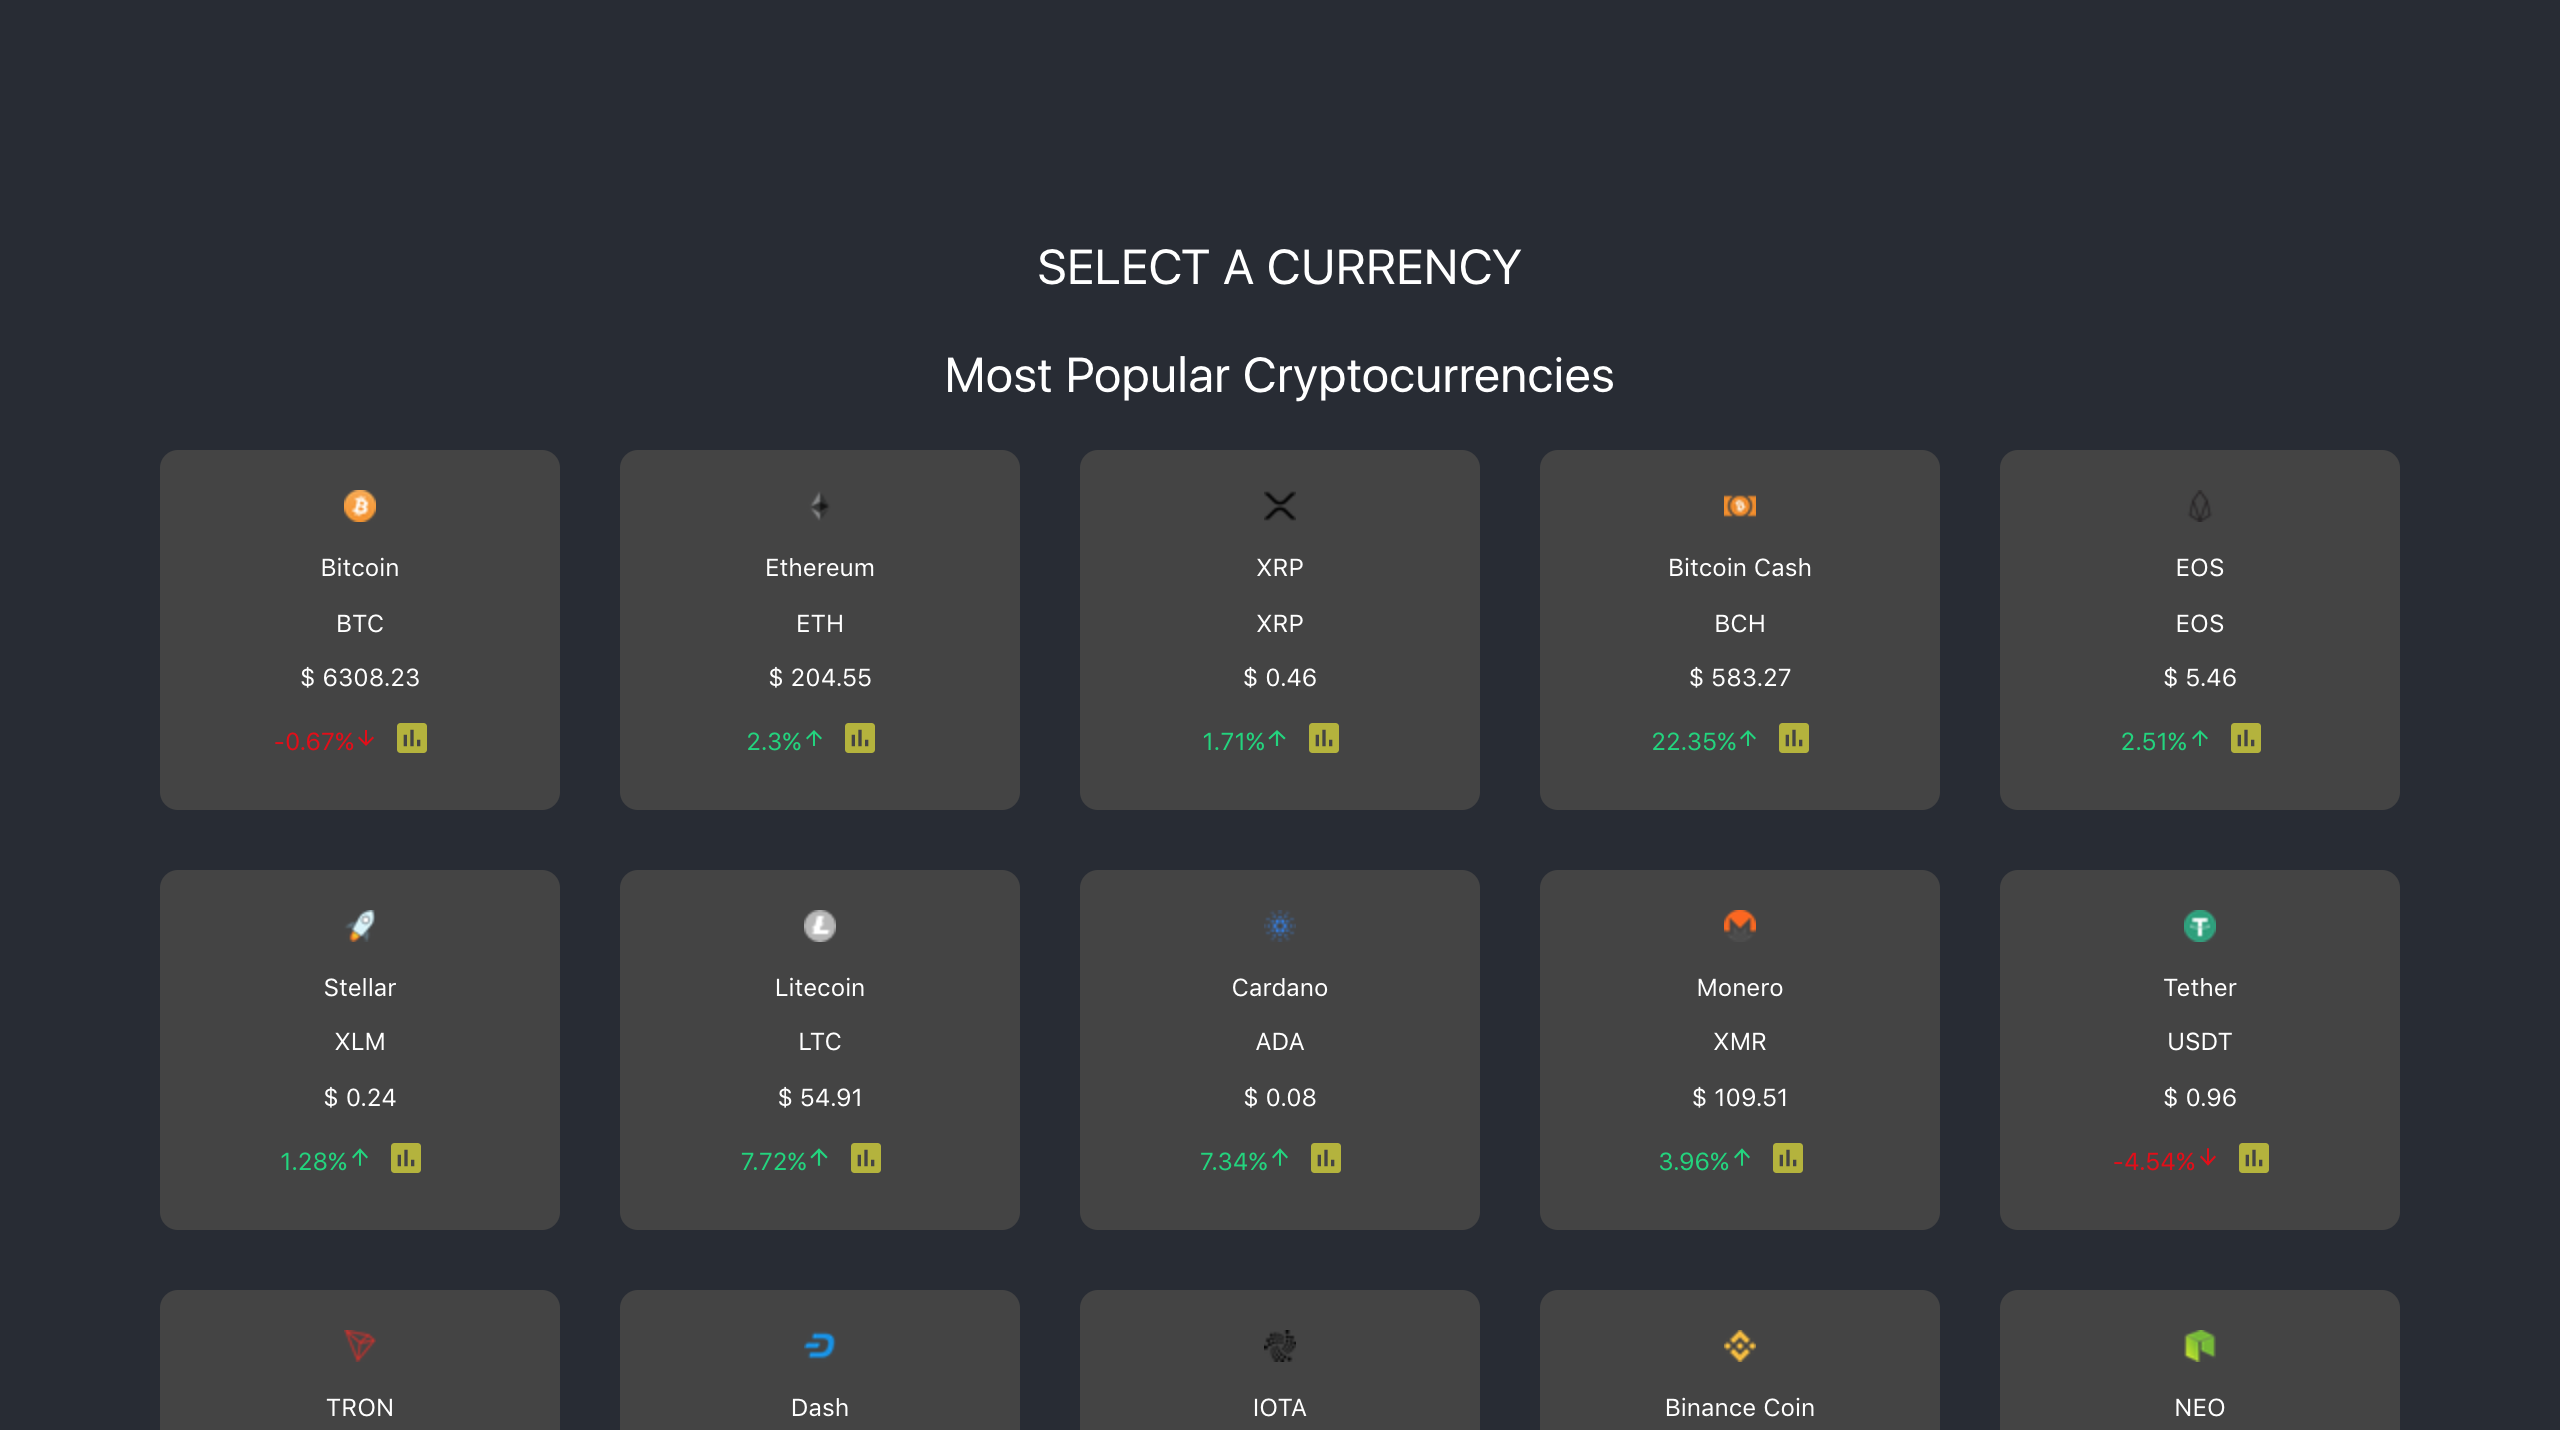 SELECT A CURRENCY
Most Popular Cryptocurrencies
Bitcoin
BTC
$ 6308.23
-0.67%
Ethereum
ETH
$ 204.55
2.3%
XRP
XRP
$ 0.46
1.71%
Bitcoin Cash
BCH
$ 583.27
22.35%
EOS
EOS
$ 5.46
2.51%
Stellar
XLM
$ 0.24
1.28%
Litecoin
LTC
$ 54.91
7.72%
Cardano
ADA
$ 0.08
7.34%
Monero
XMR
$ 109.51
3.96%
Tether
USDT
$ 0.96
-4.54%
TRON
Dash
IOTA
Binance Coin
NEO